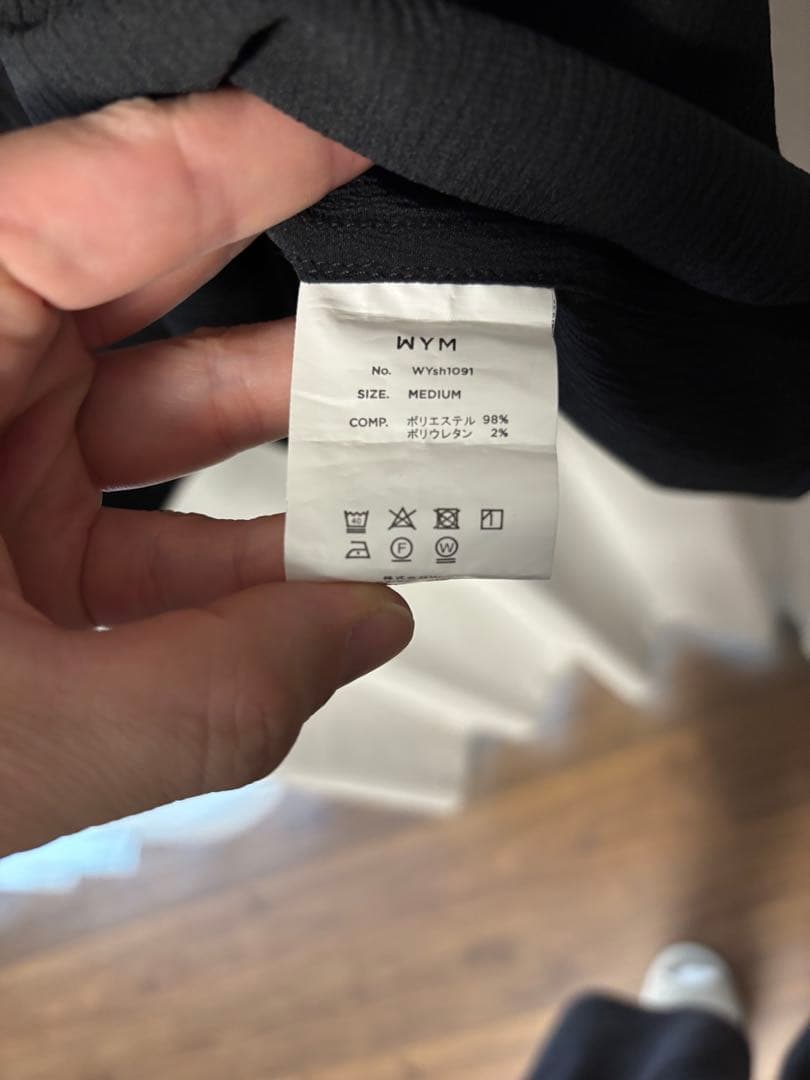 WYM
No. WYsh1091
SIZE. MEDIUM
COMP. ポリエステル 98%
ポリウレタン 2%
40
F W